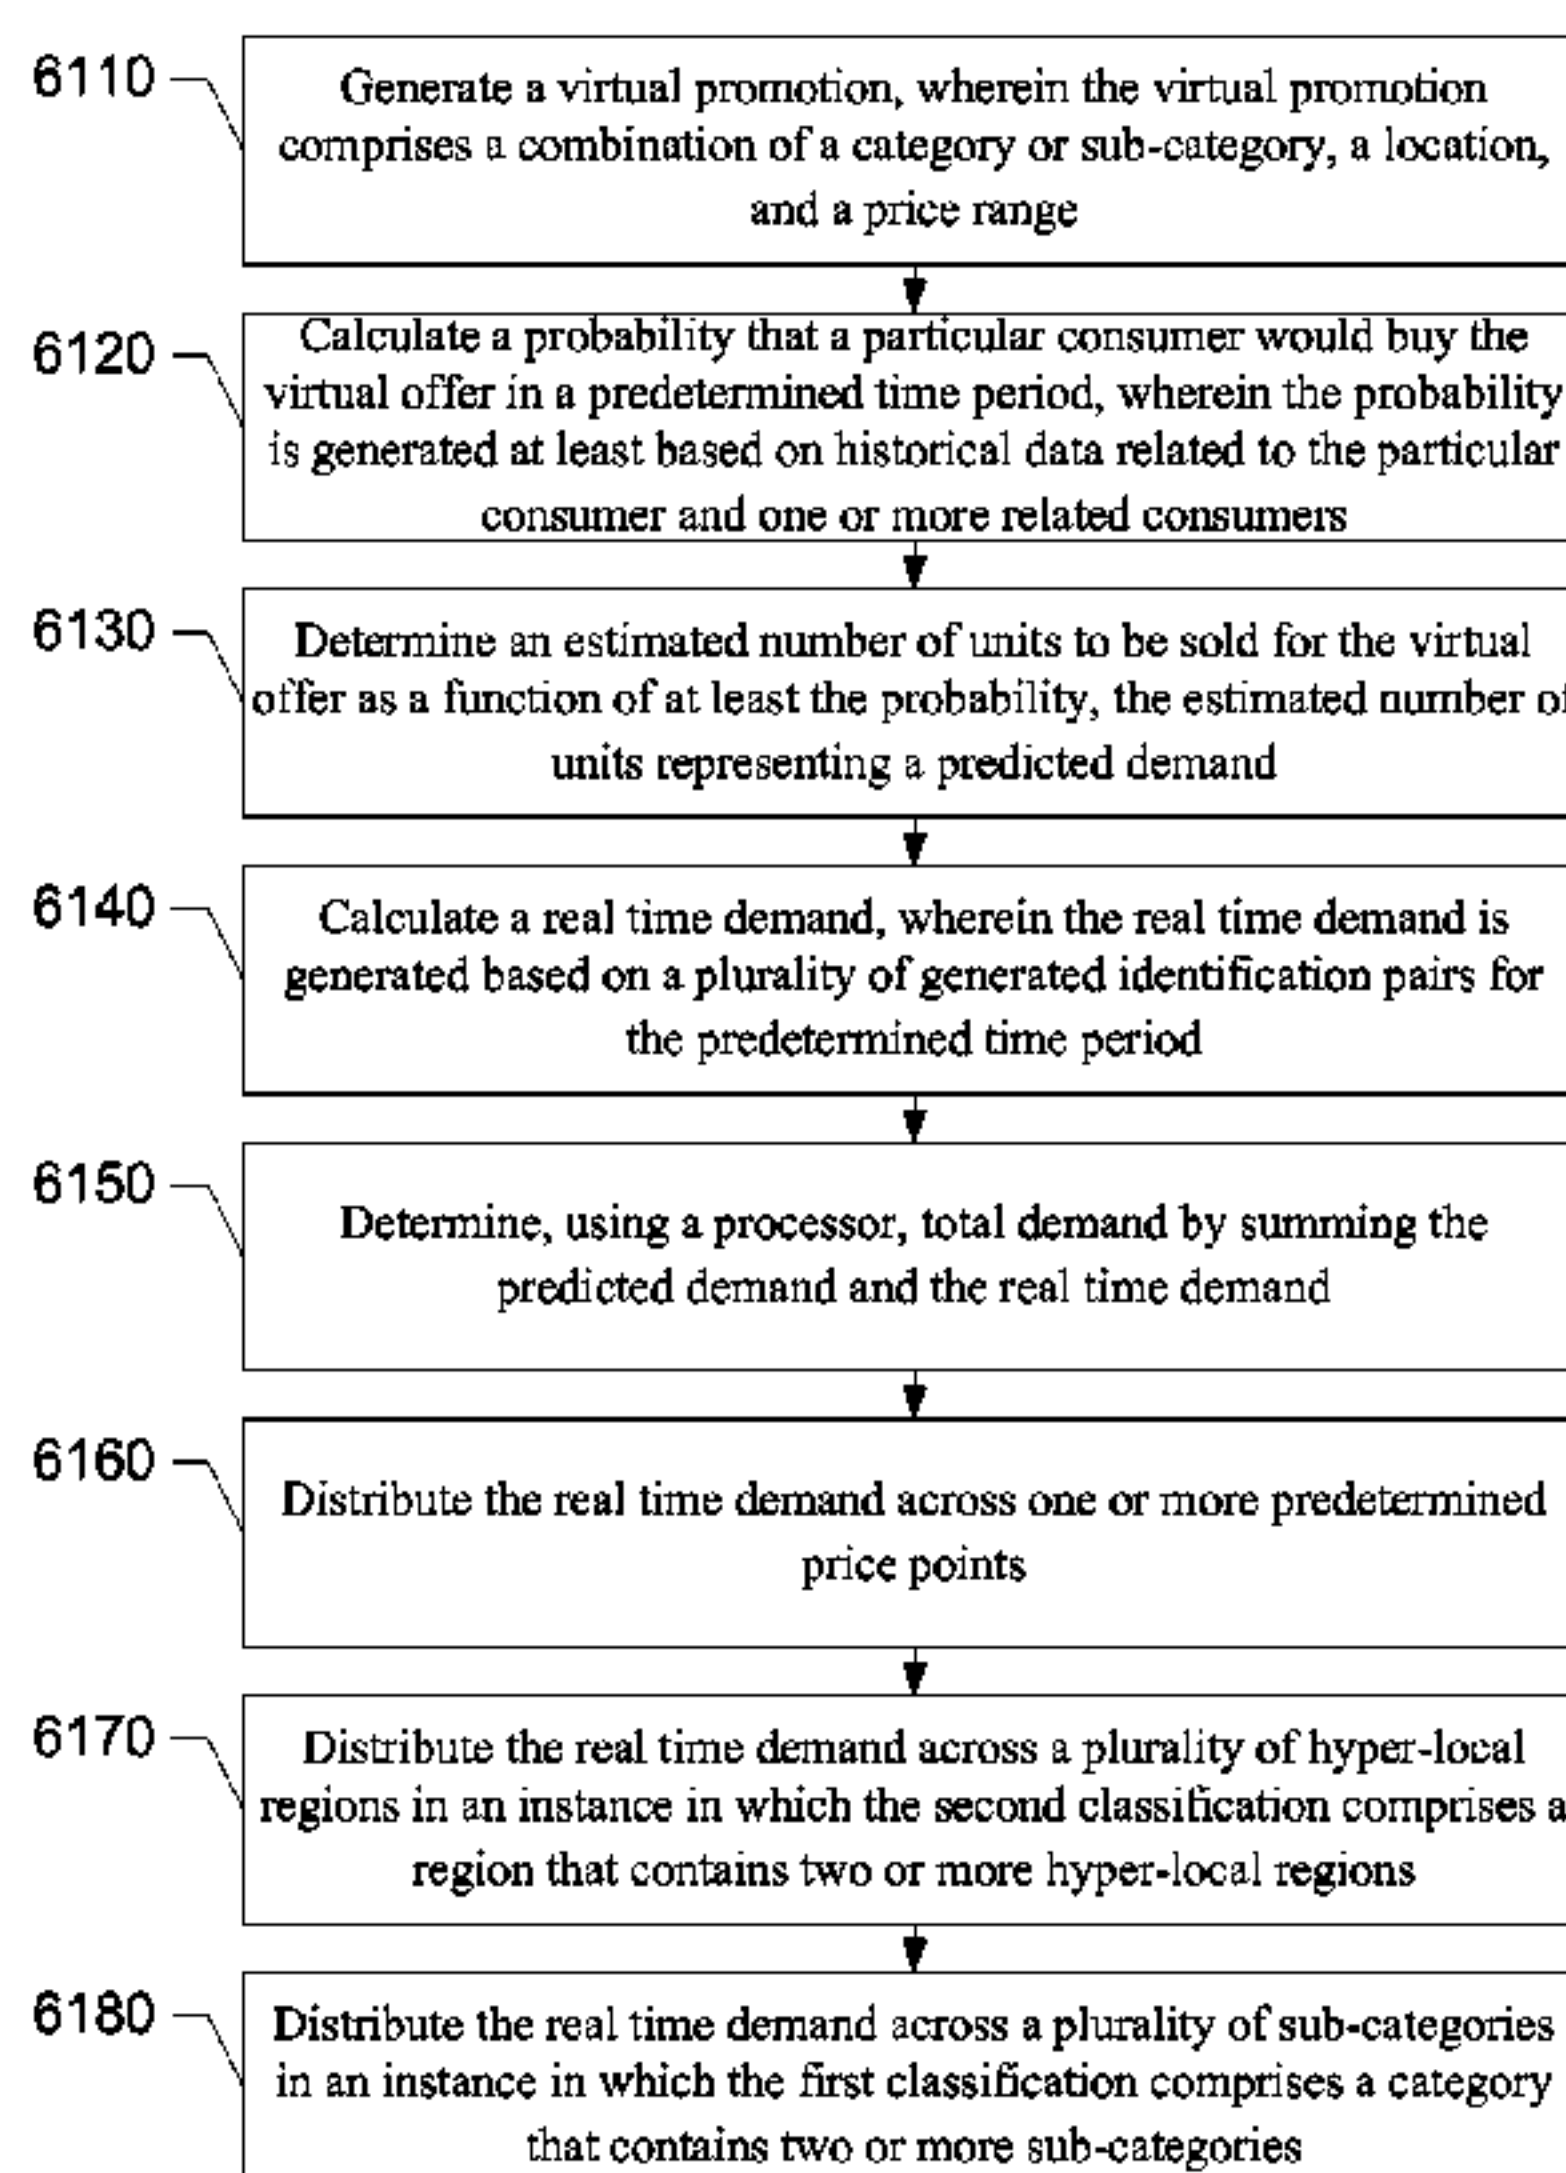 6110
Generate a virtual promotion, wherein the virtual promotion
comprises a combination of a category or sub-category, a location,
and a price range
6120
Calculate a probability that a particular consumer would buy the
virtual offer in a predetermined time period, wherein the probability
is generated at least based on historical data related to the particular
consumer and one or more related consumers
6130
Determine an estimated number of units to be sold for the virtual
offer as a function of at least the probability, the estimated number of
units representing a predicted demand
6140
Calculate a real time demand, wherein the real time demand is
generated based on a plurality of generated identification pairs for
the predetermined time period
6150
Determine, using a processor, total demand by summing the
predicted demand and the real time demand
6160
Distribute the real time demand across one or more predetermined
price points
6170
Distribute the real time demand across a plurality of hyper-local
regions in an instance in which the second classification comprises a
region that contains two or more hyper-local regions
6180
Distribute the real time demand across a plurality of sub-categories
in an instance in which the first classification comprises a category
that contains two or more sub-categories